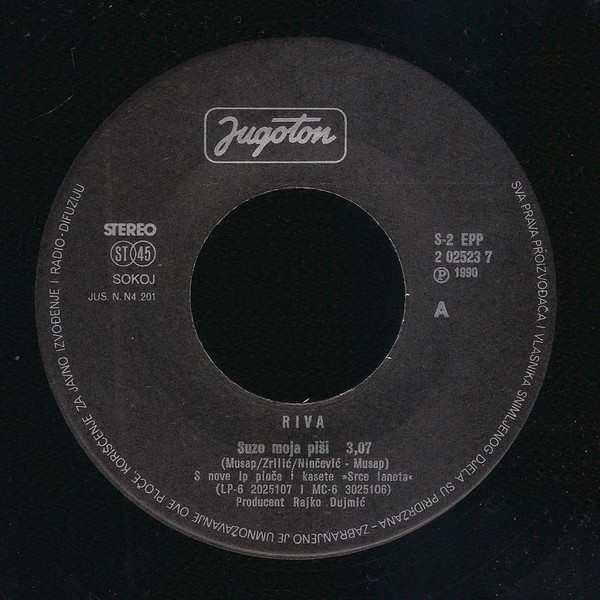 Jugoton
STEREO
ST 45
SOKOJ
JUS. N. N4. 201
S-2 EPP
2 02523 7
Ⓟ 1990
A
RIVA
Suzo moja piši 3,07
(Musap/Zrilić/Ninčević - Musap)
S nove lp ploče i kasete »Srce laneta«
(LP-6 2025107 i MC-6 3025106)
Producent Rajko Dujmić
SVA PRAVA PROIZVOĐAČA I VLASNIKA SNIMLJENOG DJELA SU PRIDRŽANA - ZABRANJENO JE UMNOŽAVANJE OVE PLOČE, KORIŠĆENJE ZA JAVNO IZVOĐENJE I RADIO-DIFUZIJU